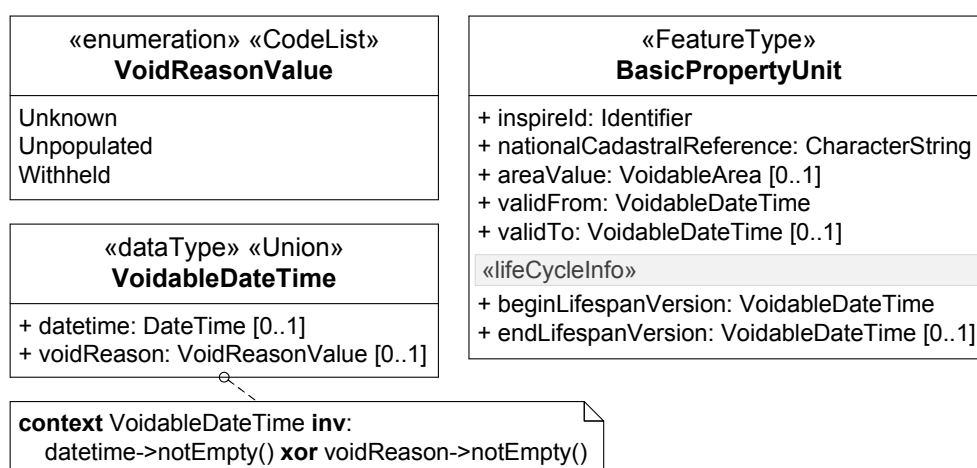 «enumeration» «CodeList»
VoidReasonValue
Unknown
Unpopulated
Withheld
«dataType» «Union»
VoidableDateTime
+ datetime: DateTime [0..1]
+ voidReason: VoidReasonValue [0..1]
context VoidableDateTime inv:
datetime->notEmpty() xor voidReason->notEmpty()
«FeatureType»
BasicPropertyUnit
+ inspireId: Identifier
+ nationalCadastralReference: CharacterString
+ areaValue: VoidableArea [0..1]
+ validFrom: VoidableDateTime
+ validTo: VoidableDateTime [0..1]
«lifeCycleInfo»
+ beginLifespanVersion: VoidableDateTime
+ endLifespanVersion: VoidableDateTime [0..1]